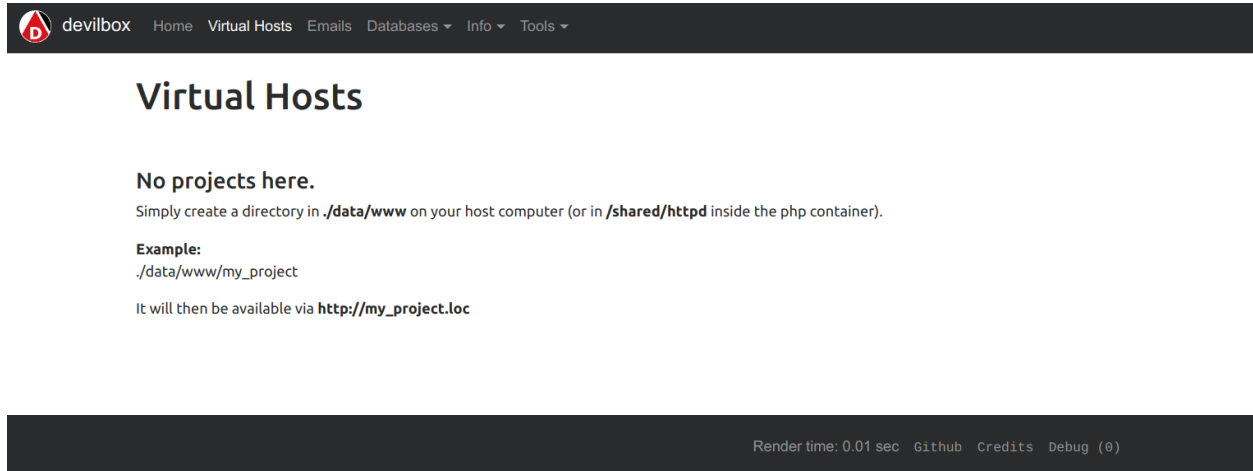 devilbox Home Virtual Hosts Emails Databases Info Tools
Virtual Hosts
No projects here.
Simply create a directory in ./data/www on your host computer (or in /shared/httpd inside the php container).
Example:
./data/www/my_project
It will then be available via http://my_project.loc
Render time: 0.01 sec Github Credits Debug (0)